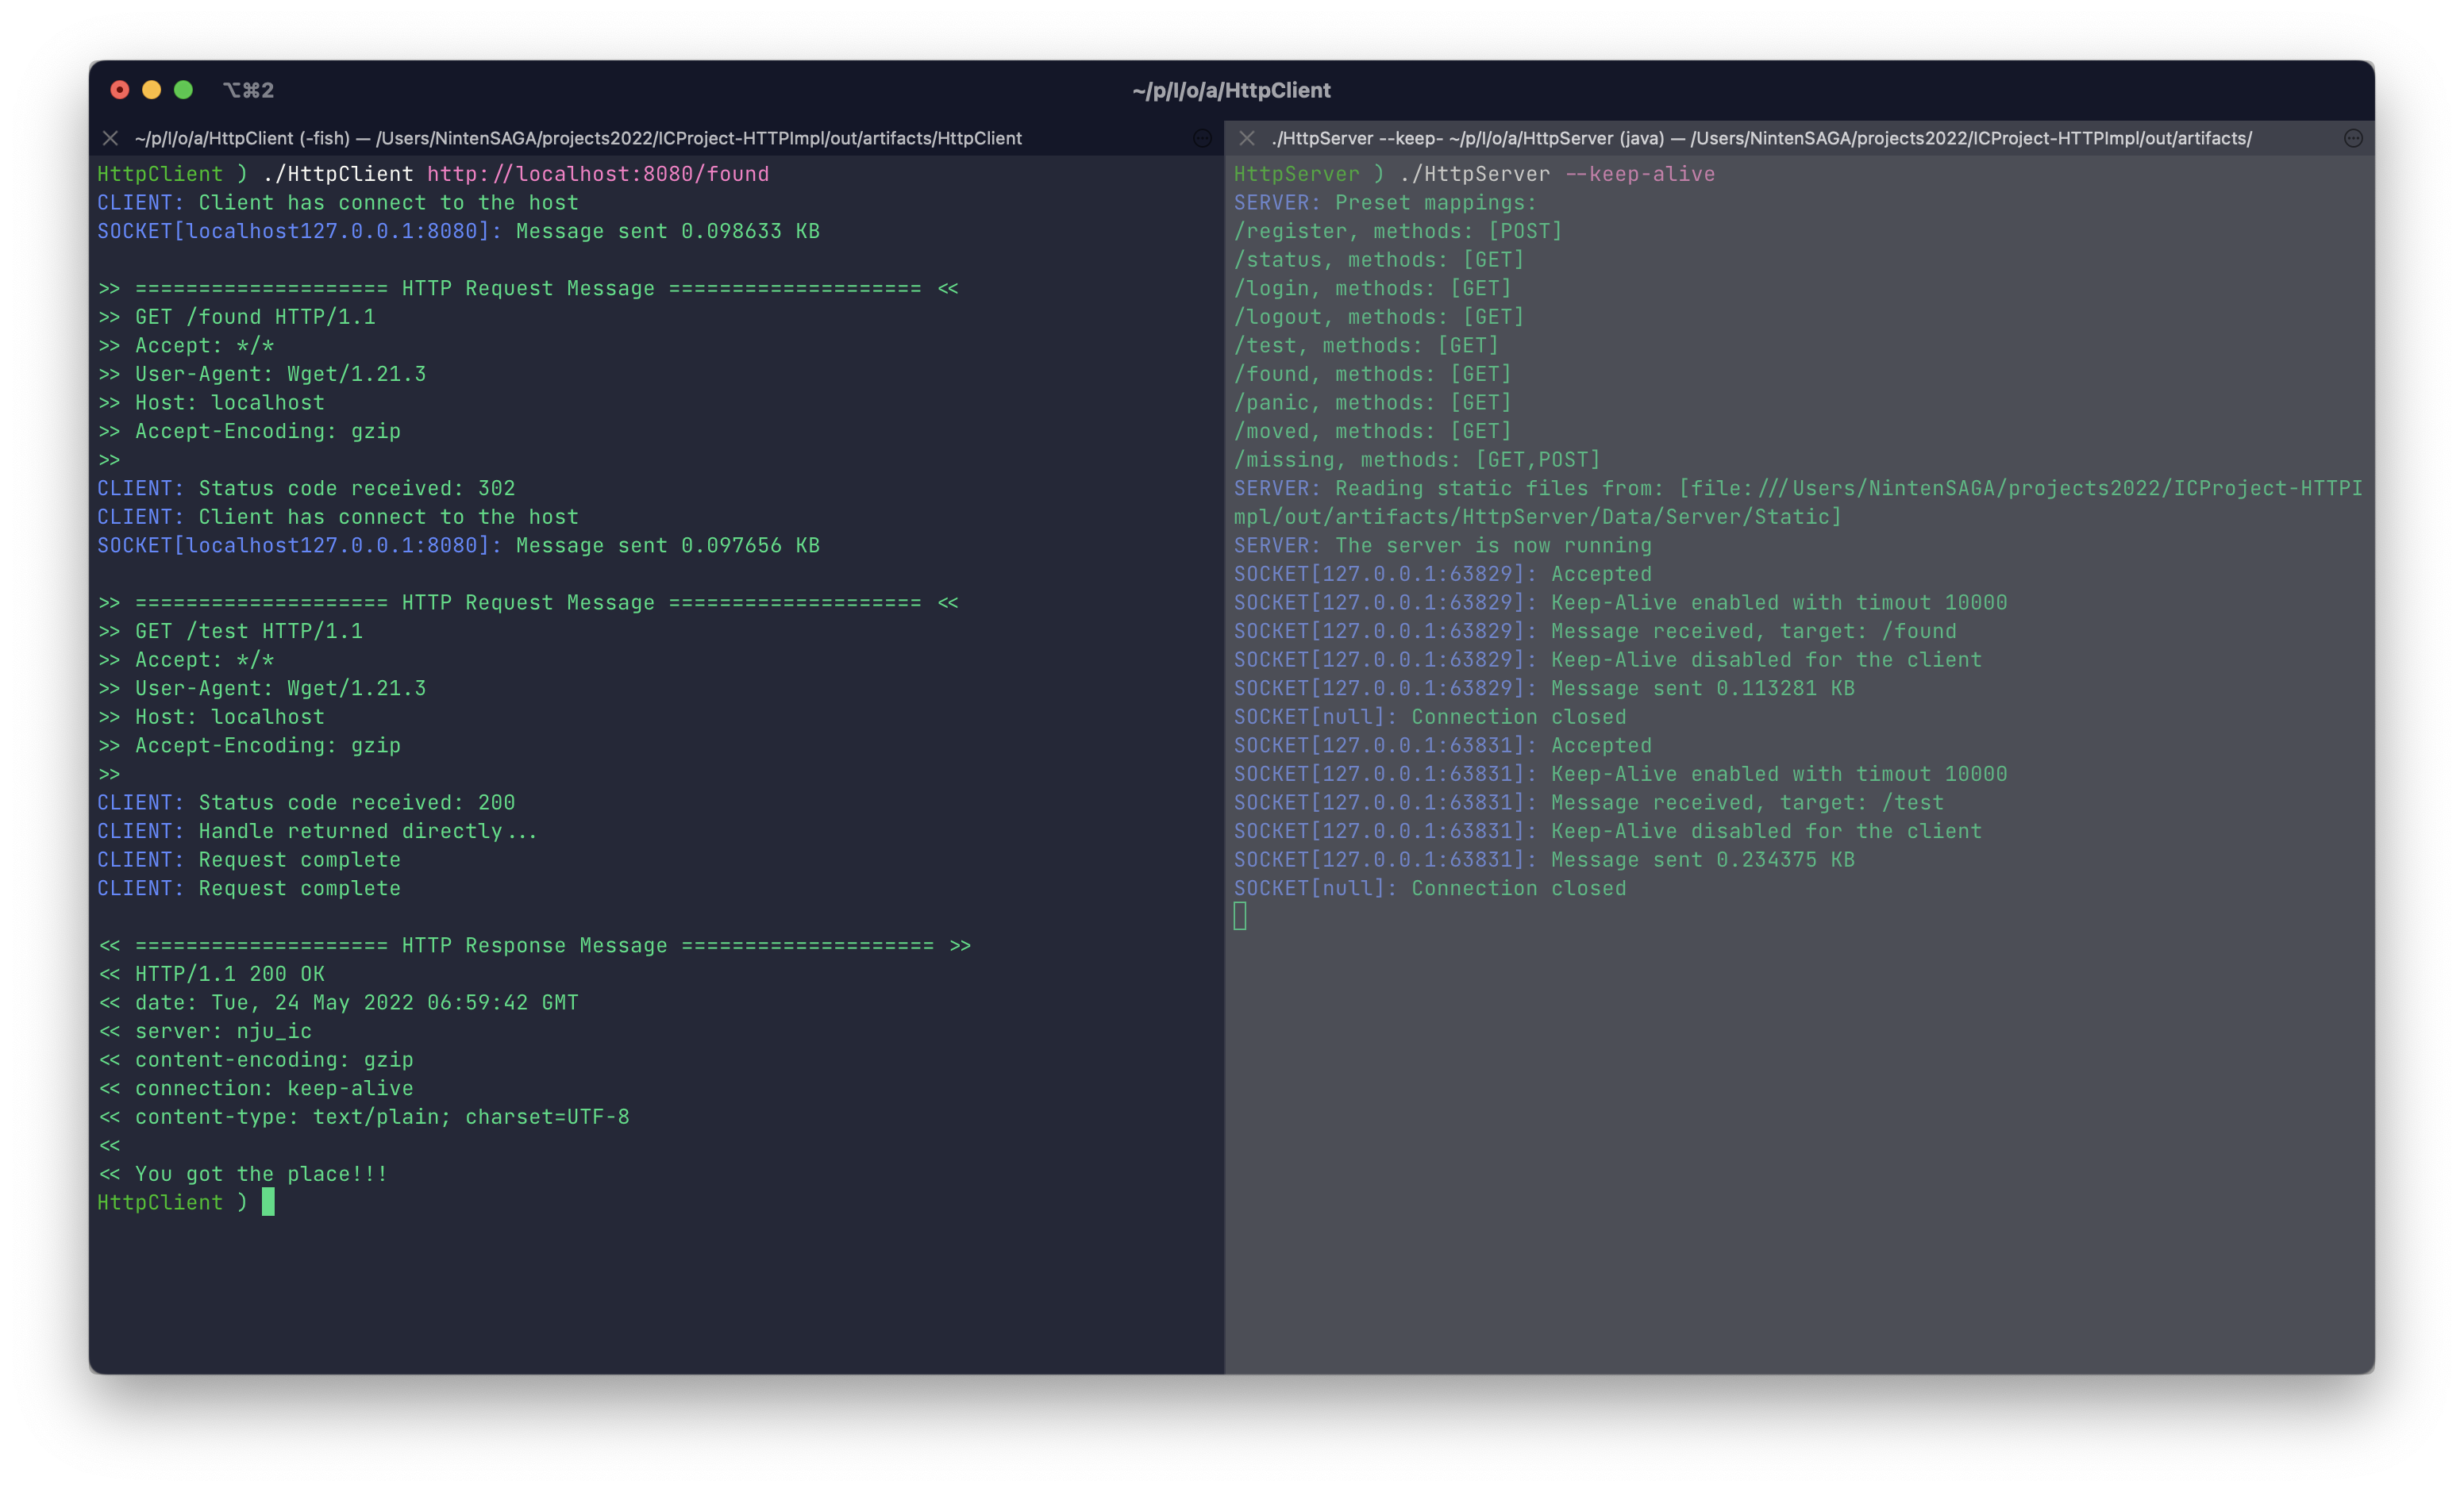 ⌥⌘2
~/p/I/o/a/HttpClient
~/p/I/o/a/HttpClient (-fish) — /Users/NintenSAGA/projects2022/ICProject-HTTPImpl/out/artifacts/HttpClient
HttpClient ) ./HttpClient http://localhost:8080/found
CLIENT: Client has connect to the host
SOCKET[localhost127.0.0.1:8080]: Message sent 0.098633 KB
>> ==================== HTTP Request Message ==================== <<
>> GET /found HTTP/1.1
>> Accept: */*
>> User-Agent: Wget/1.21.3
>> Host: localhost
>> Accept-Encoding: gzip
>>
CLIENT: Status code received: 302
CLIENT: Client has connect to the host
SOCKET[localhost127.0.0.1:8080]: Message sent 0.097656 KB
>> ==================== HTTP Request Message ==================== <<
>> GET /test HTTP/1.1
>> Accept: */*
>> User-Agent: Wget/1.21.3
>> Host: localhost
>> Accept-Encoding: gzip
>>
CLIENT: Status code received: 200
CLIENT: Handle returned directly...
CLIENT: Request complete
CLIENT: Request complete
<< ==================== HTTP Response Message ==================== >>
<< HTTP/1.1 200 OK
<< date: Tue, 24 May 2022 06:59:42 GMT
<< server: nju_ic
<< content-encoding: gzip
<< connection: keep-alive
<< content-type: text/plain; charset=UTF-8
<<
<< You got the place!!!
HttpClient )
./HttpServer --keep- ~/p/I/o/a/HttpServer (java) — /Users/NintenSAGA/projects2022/ICProject-HTTPImpl/out/artifacts/
HttpServer ) ./HttpServer --keep-alive
SERVER: Preset mappings:
/register, methods: [POST]
/status, methods: [GET]
/login, methods: [GET]
/logout, methods: [GET]
/test, methods: [GET]
/found, methods: [GET]
/panic, methods: [GET]
/moved, methods: [GET]
/missing, methods: [GET,POST]
SERVER: Reading static files from: [file:///Users/NintenSAGA/projects2022/ICProject-HTTPI
mpl/out/artifacts/HttpServer/Data/Server/Static]
SERVER: The server is now running
SOCKET[127.0.0.1:63829]: Accepted
SOCKET[127.0.0.1:63829]: Keep-Alive enabled with timout 10000
SOCKET[127.0.0.1:63829]: Message received, target: /found
SOCKET[127.0.0.1:63829]: Keep-Alive disabled for the client
SOCKET[127.0.0.1:63829]: Message sent 0.113281 KB
SOCKET[null]: Connection closed
SOCKET[127.0.0.1:63831]: Accepted
SOCKET[127.0.0.1:63831]: Keep-Alive enabled with timout 10000
SOCKET[127.0.0.1:63831]: Message received, target: /test
SOCKET[127.0.0.1:63831]: Keep-Alive disabled for the client
SOCKET[127.0.0.1:63831]: Message sent 0.234375 KB
SOCKET[null]: Connection closed